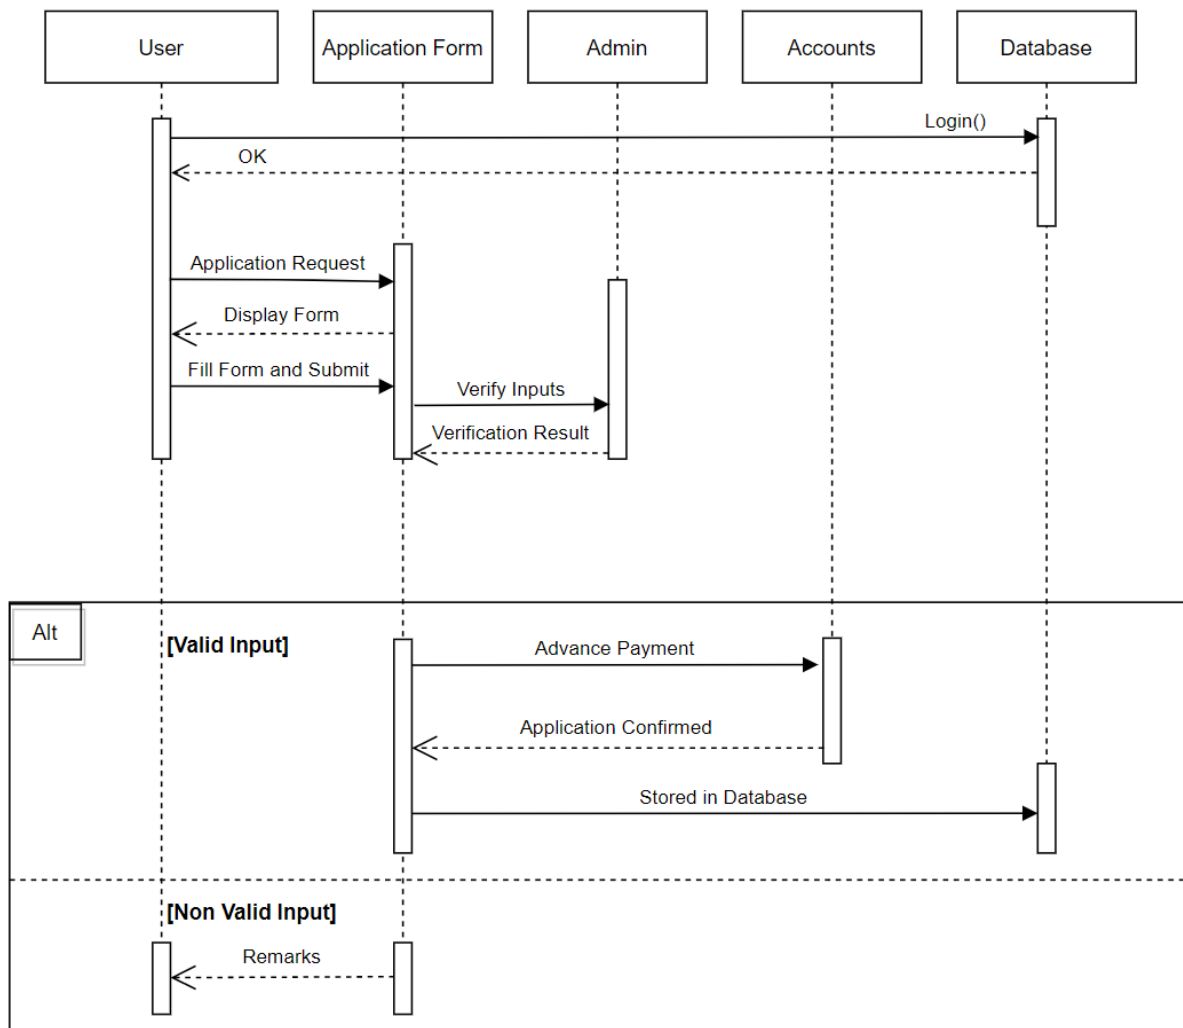 User
Application Form
Admin
Accounts
Database
Login()
OK
Application Request
Display Form
Fill Form and Submit
Verify Inputs
Verification Result
Alt
[Valid Input]
Advance Payment
Application Confirmed
Stored in Database
[Non Valid Input]
Remarks